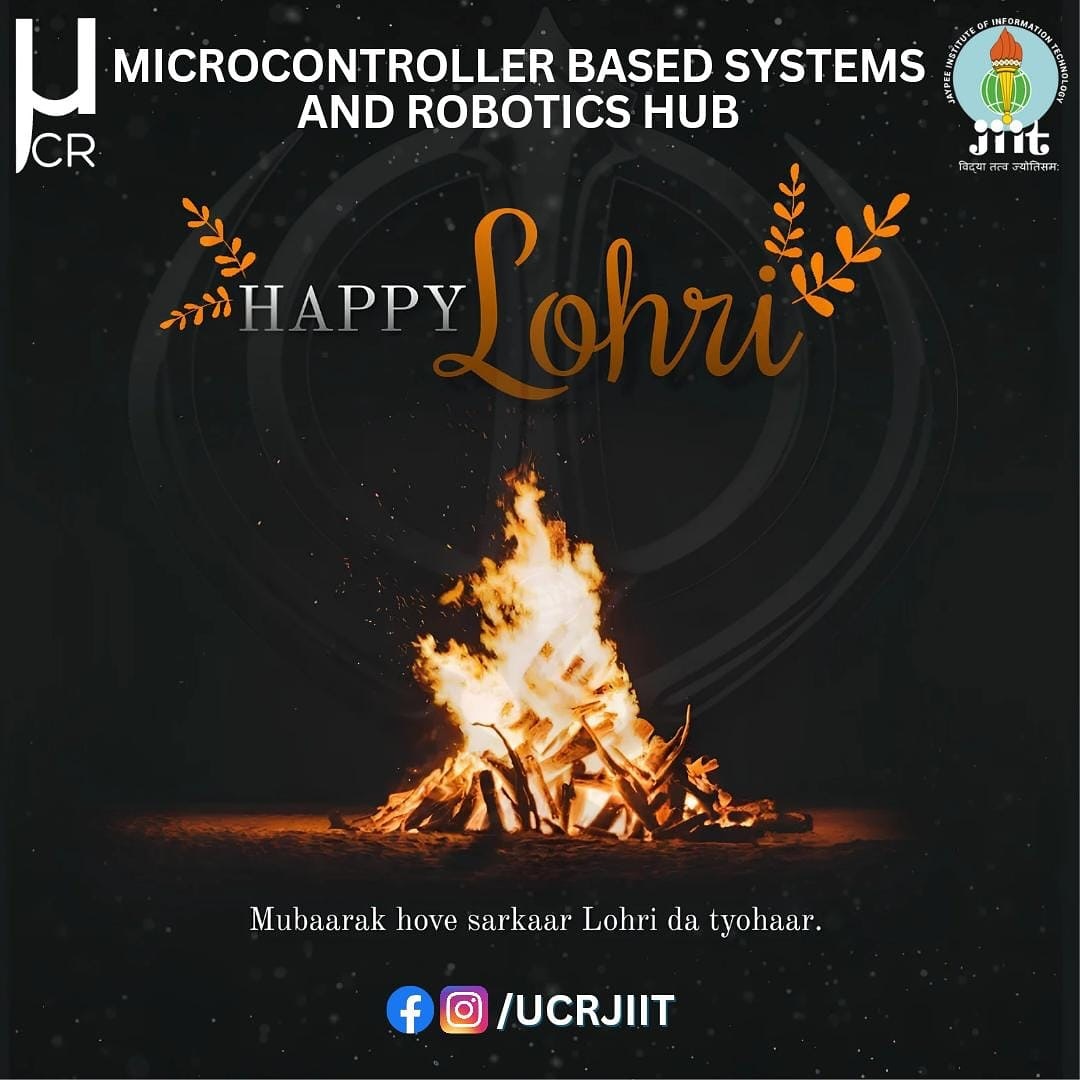 μ
CR
MICROCONTROLLER BASED SYSTEMS
AND ROBOTICS HUB
JAYPEE INSTITUTE OF INFORMATION TECHNOLOGY
jiit
विद्या तत्व ज्योतिसम:
HAPPY Lohri
Mubaarak hove sarkaar Lohri da tyohaar.
/UCRJIIT